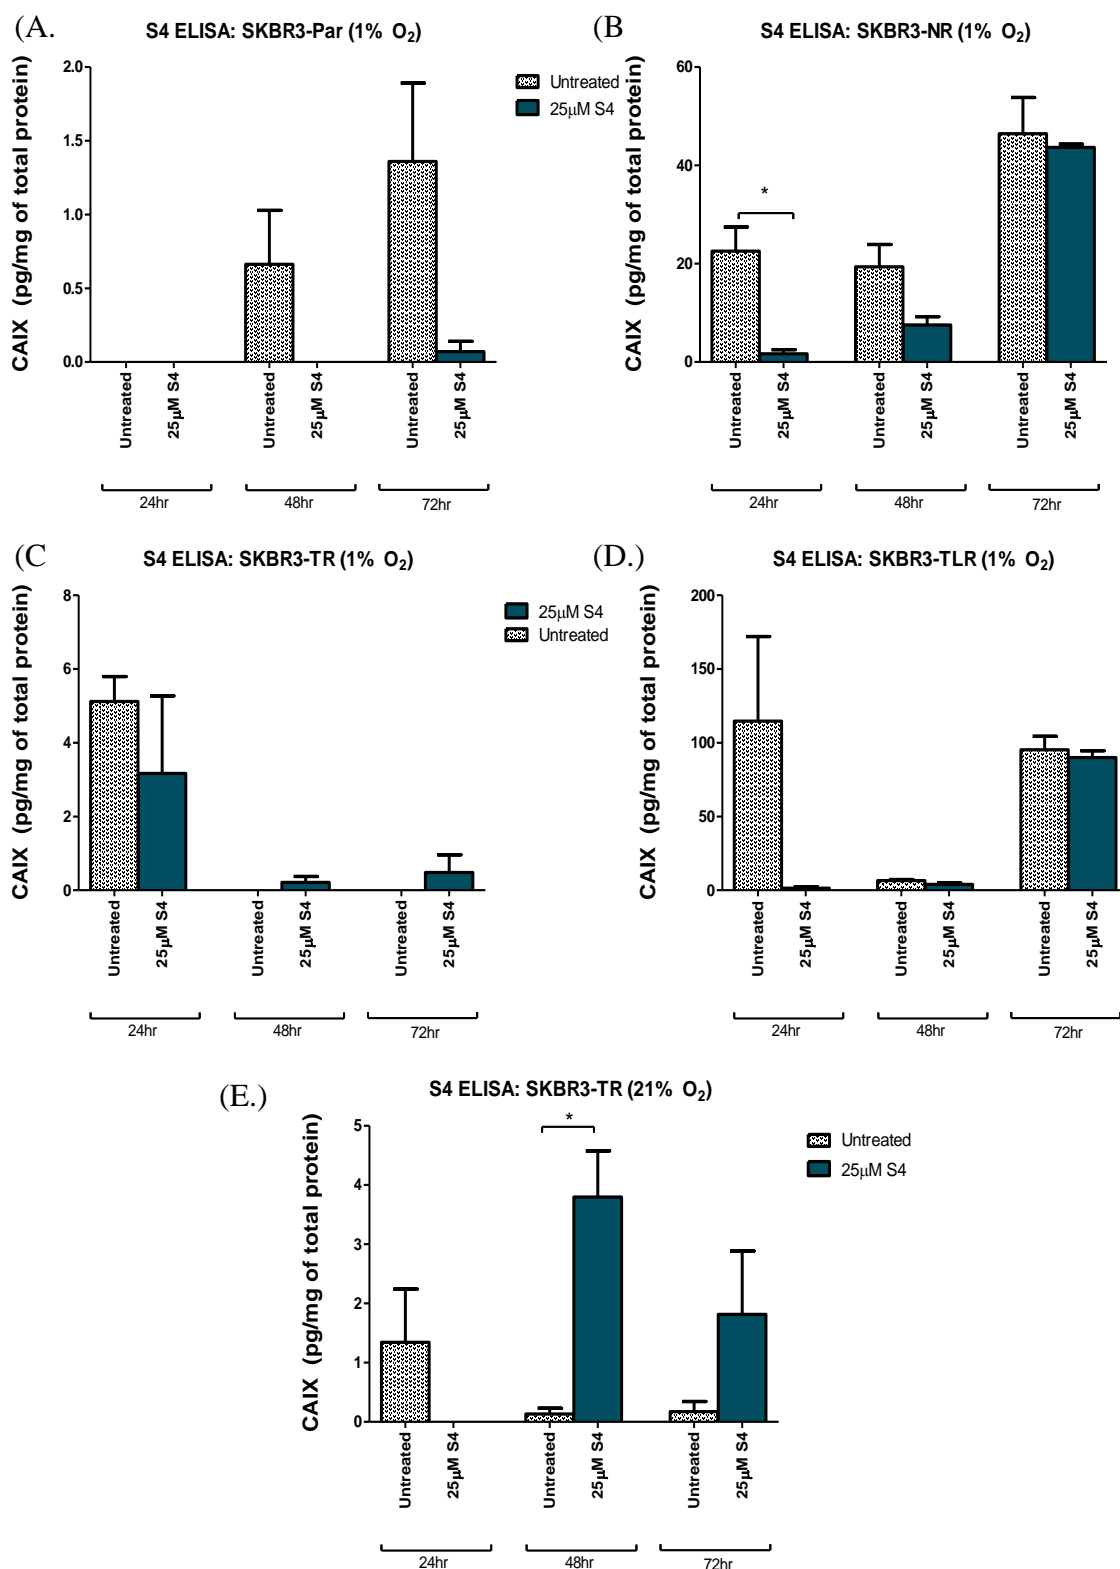 (A.
S4 ELISA: SKBR3-Par (1% O2)
CAIX (pg/mg of total protein)
2.0
1.5
1.0
0.5
0.0
Untreated
25µM S4
Untreated
25µM S4
Untreated
25µM S4
24hr
48hr
72hr
Untreated
25µM S4
(B
S4 ELISA: SKBR3-NR (1% O2)
CAIX (pg/mg of total protein)
60
40
20
0
*
Untreated
25µM S4
Untreated
25µM S4
Untreated
25µM S4
24hr
48hr
72hr
(C
S4 ELISA: SKBR3-TR (1% O2)
CAIX (pg/mg of total protein)
8
6
4
2
0
Untreated
25µM S4
Untreated
25µM S4
Untreated
25µM S4
24hr
48hr
72hr
25µM S4
Untreated
(D.)
S4 ELISA: SKBR3-TLR (1% O2)
CAIX (pg/mg of total protein)
200
150
100
50
0
Untreated
25µM S4
Untreated
25µM S4
Untreated
25µM S4
24hr
48hr
72hr
(E.)
S4 ELISA: SKBR3-TR (21% O2)
CAIX (pg/mg of total protein)
5
4
3
2
1
0
*
Untreated
25µM S4
Untreated
25µM S4
Untreated
25µM S4
24hr
48hr
72hr
Untreated
25µM S4